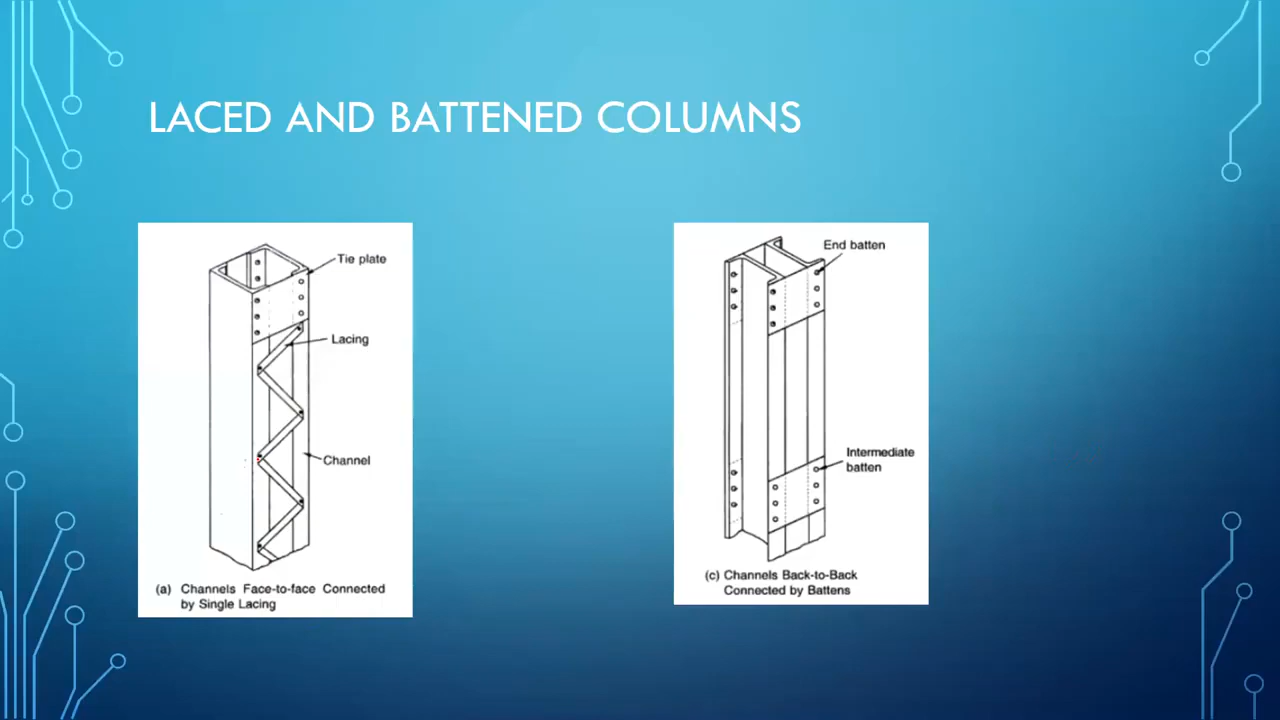 LACED AND BATTENED COLUMNS
Tie plate
Lacing
Channel
(a) Channels Face-to-face Connected
by Single Lacing
End batten
Intermediate
batten
(c) Channels Back-to-Back
Connected by Battens